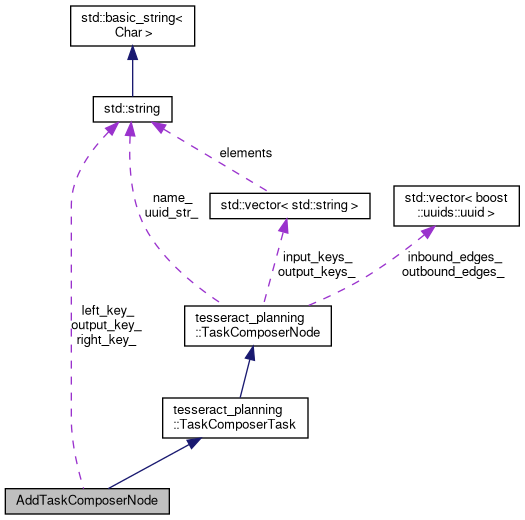 std::basic_string<
Char >
std::string
elements
name_
uuid_str_
std::vector< std::string >
std::vector< boost
::uuids::uuid >
input_keys_
output_keys_
inbound_edges_
outbound_edges_
left_key_
output_key_
right_key_
tesseract_planning
::TaskComposerNode
tesseract_planning
::TaskComposerTask
AddTaskComposerNode